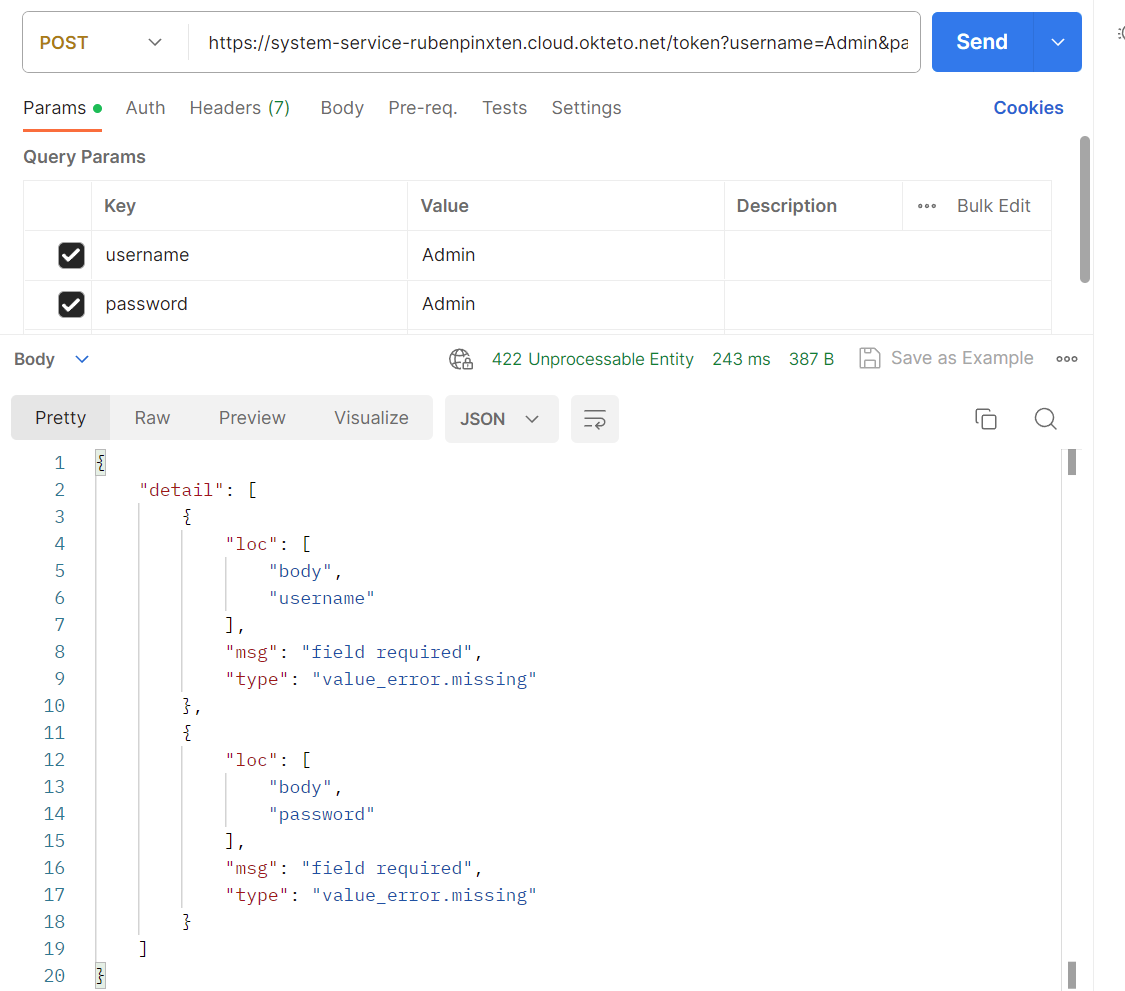 POST https://system-service-rubenpinxten.cloud.okteto.net/token?username=Admin&pa Send
Params Auth Headers (7) Body Pre-req. Tests Settings Cookies
Query Params
Key Value Description Bulk Edit
username Admin
password Admin
Body 422 Unprocessable Entity 243 ms 387 B Save as Example
Pretty Raw Preview Visualize JSON
1 {
2 "detail": [
3 {
4 "loc": [
5 "body",
6 "username"
7 ],
8 "msg": "field required",
9 "type": "value_error.missing"
10 },
11 {
12 "loc": [
13 "body",
14 "password"
15 ],
16 "msg": "field required",
17 "type": "value_error.missing"
18 }
19 ]
20 }